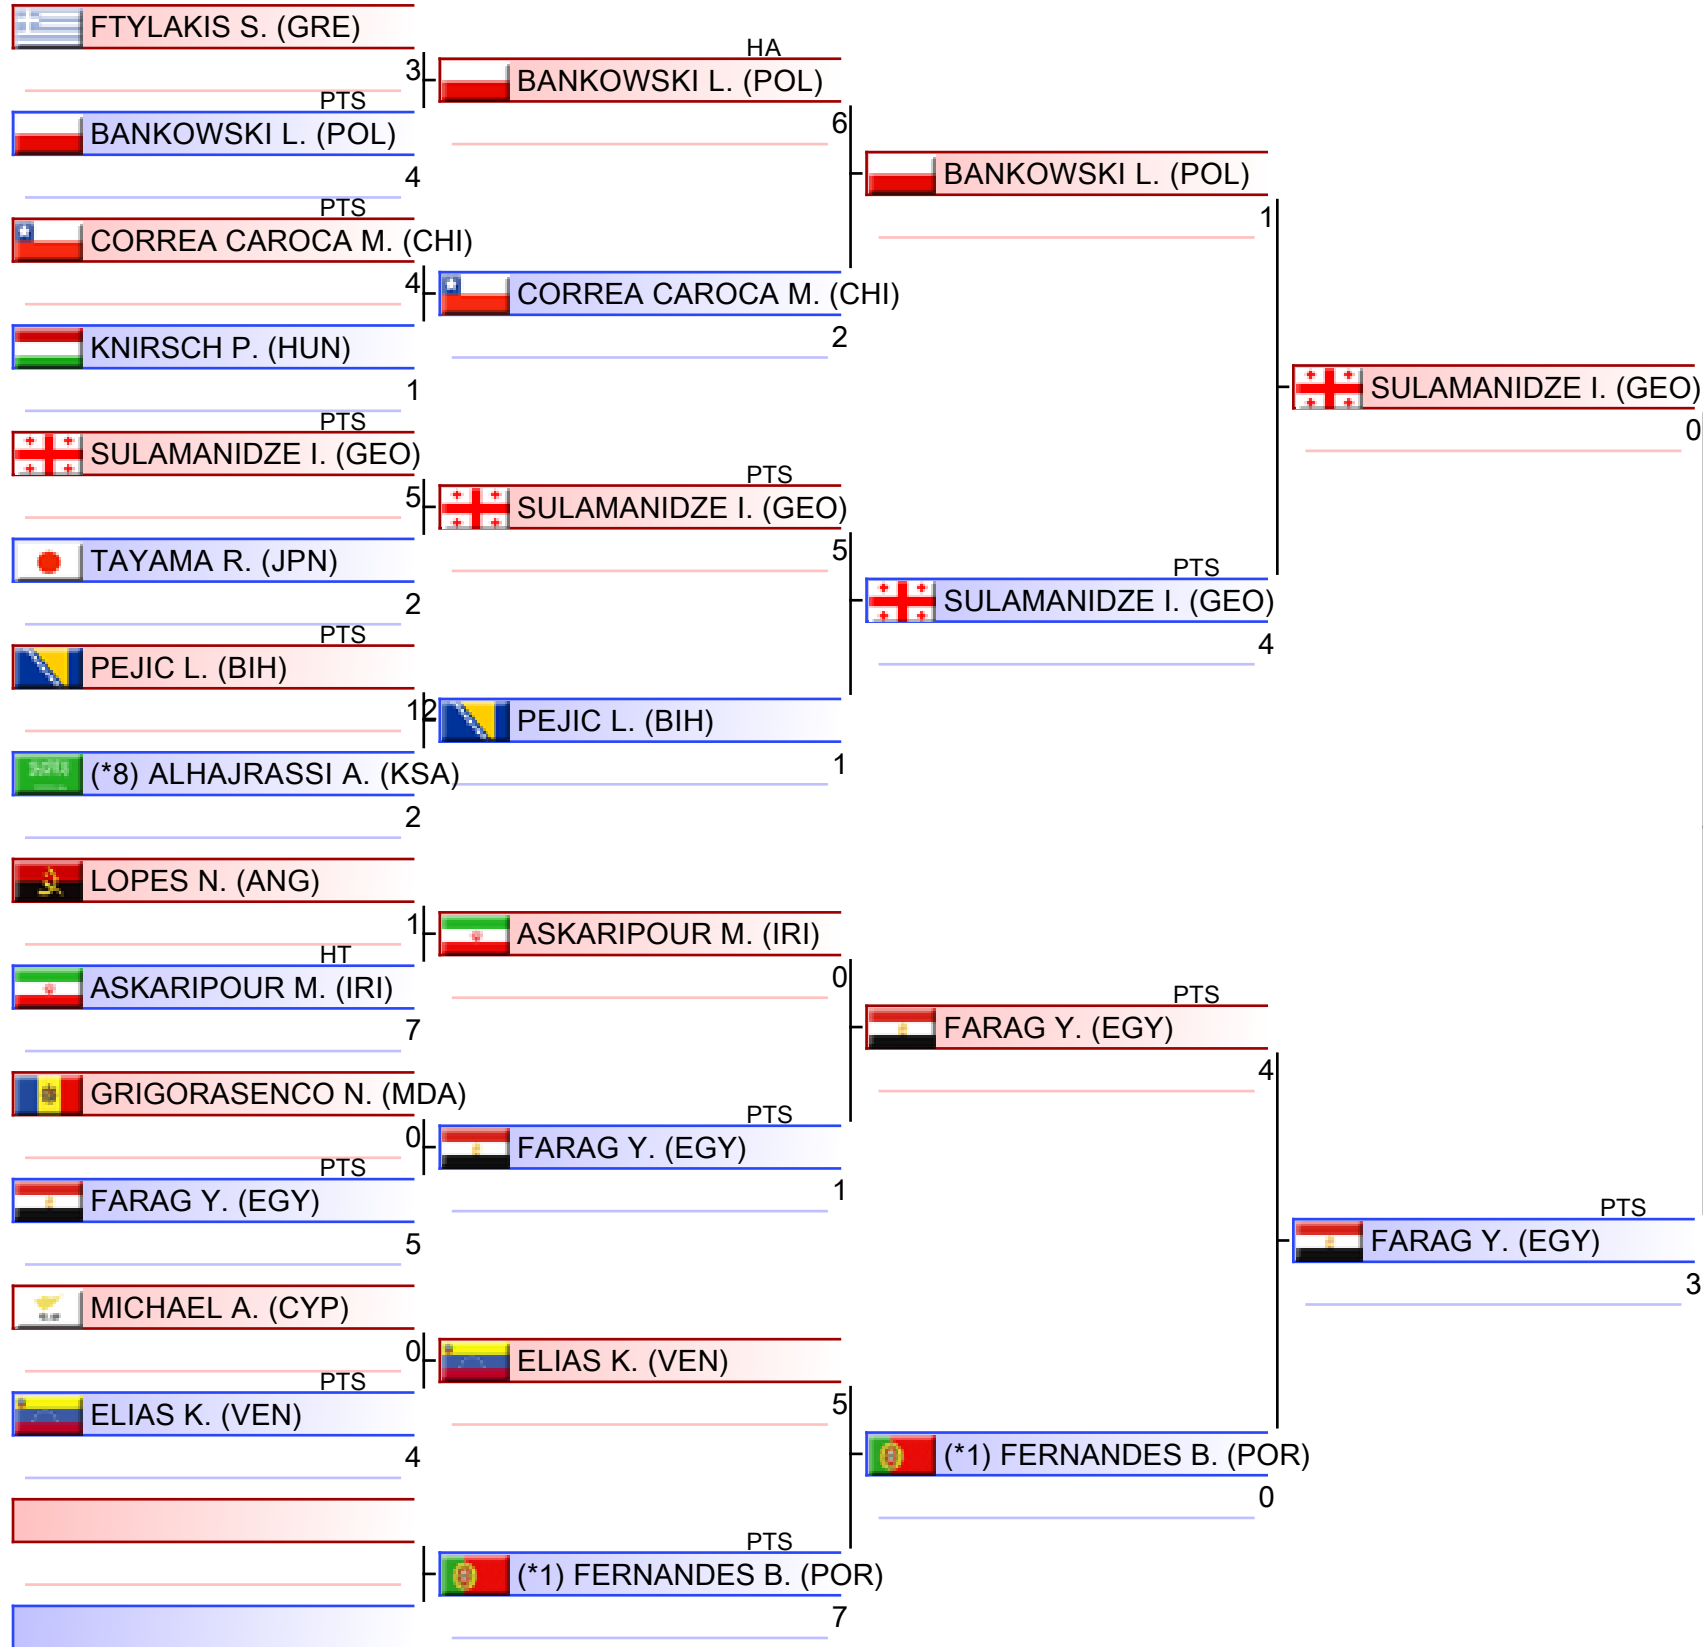 FTYLAKIS S. (GRE)
3
PTS
BANKOWSKI L. (POL)
4
PTS
CORREA CAROCA M. (CHI)
4
KNIRSCH P. (HUN)
1
PTS
SULAMANIDZE I. (GEO)
5
TAYAMA R. (JPN)
2
PTS
PEJIC L. (BIH)
12
(*8) ALHAJRASSI A. (KSA)
2
LOPES N. (ANG)
1
HT
ASKARIPOUR M. (IRI)
7
GRIGORASENCO N. (MDA)
0
PTS
FARAG Y. (EGY)
5
MICHAEL A. (CYP)
0
PTS
ELIAS K. (VEN)
4
HA
BANKOWSKI L. (POL)
6
CORREA CAROCA M. (CHI)
2
PTS
SULAMANIDZE I. (GEO)
5
PEJIC L. (BIH)
1
ASKARIPOUR M. (IRI)
0
PTS
FARAG Y. (EGY)
1
ELIAS K. (VEN)
5
PTS
(*1) FERNANDES B. (POR)
7
BANKOWSKI L. (POL)
1
PTS
SULAMANIDZE I. (GEO)
4
PTS
FARAG Y. (EGY)
4
(*1) FERNANDES B. (POR)
0
SULAMANIDZE I. (GEO)
0
PTS
FARAG Y. (EGY)
3